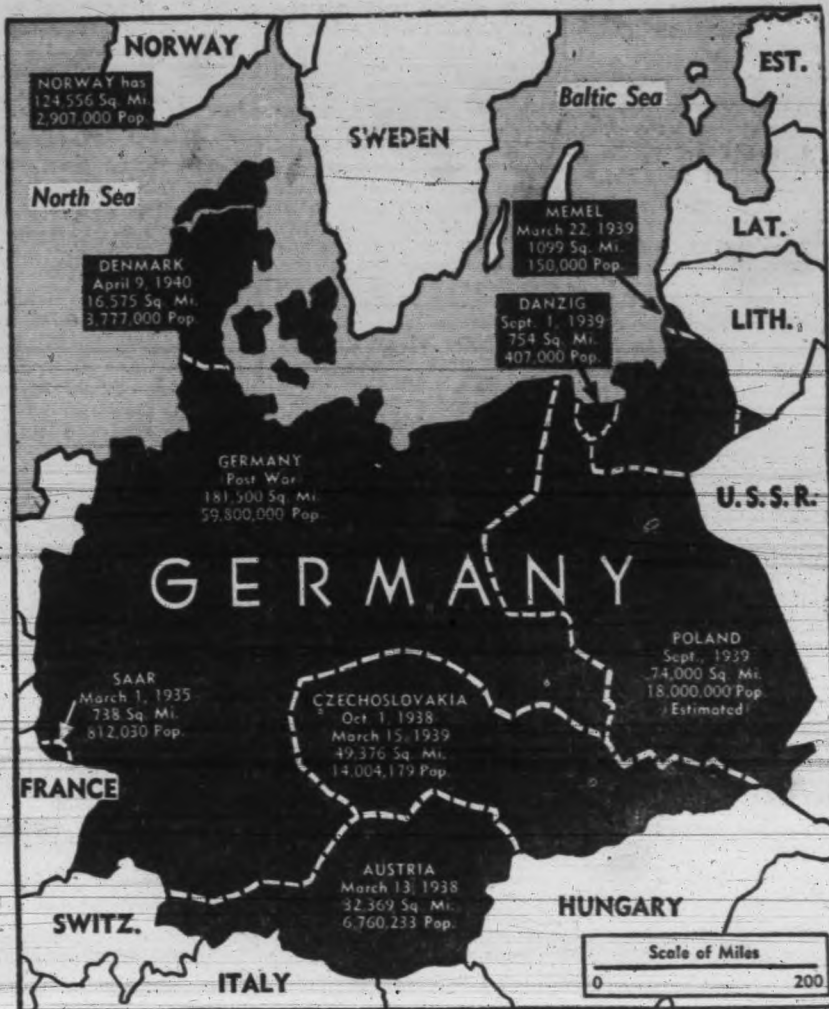 NORWAY
NORWAY has
124,556 Sq. Mi.
2,907,000 Pop.
EST.
Baltic Sea
SWEDEN
North Sea
MEMEL
March 22, 1939
1099 Sq. Mi.
150,000 Pop.
LAT.
DENMARK
April 9, 1940
16,575 Sq. Mi.
3,777,000 Pop.
DANZIG
Sept. 1, 1939
754 Sq. Mi.
407,000 Pop.
LITH.
GERMANY
(Post War)
181,500 Sq. Mi.
59,800,000 Pop.
U.S.S.R.
GERMANY
POLAND
Sept., 1939
74,000 Sq. Mi.
18,000,000 Pop.
(Estimated)
SAAR
March 1, 1935
738 Sq. Mi.
812,030 Pop.
CZECHOSLOVAKIA
Oct. 1, 1938
March 15, 1939
49,376 Sq. Mi.
14,004,179 Pop.
FRANCE
AUSTRIA
March 13, 1938
32,369 Sq. Mi.
6,760,233 Pop.
SWITZ.
HUNGARY
ITALY
Scale of Miles
0 200